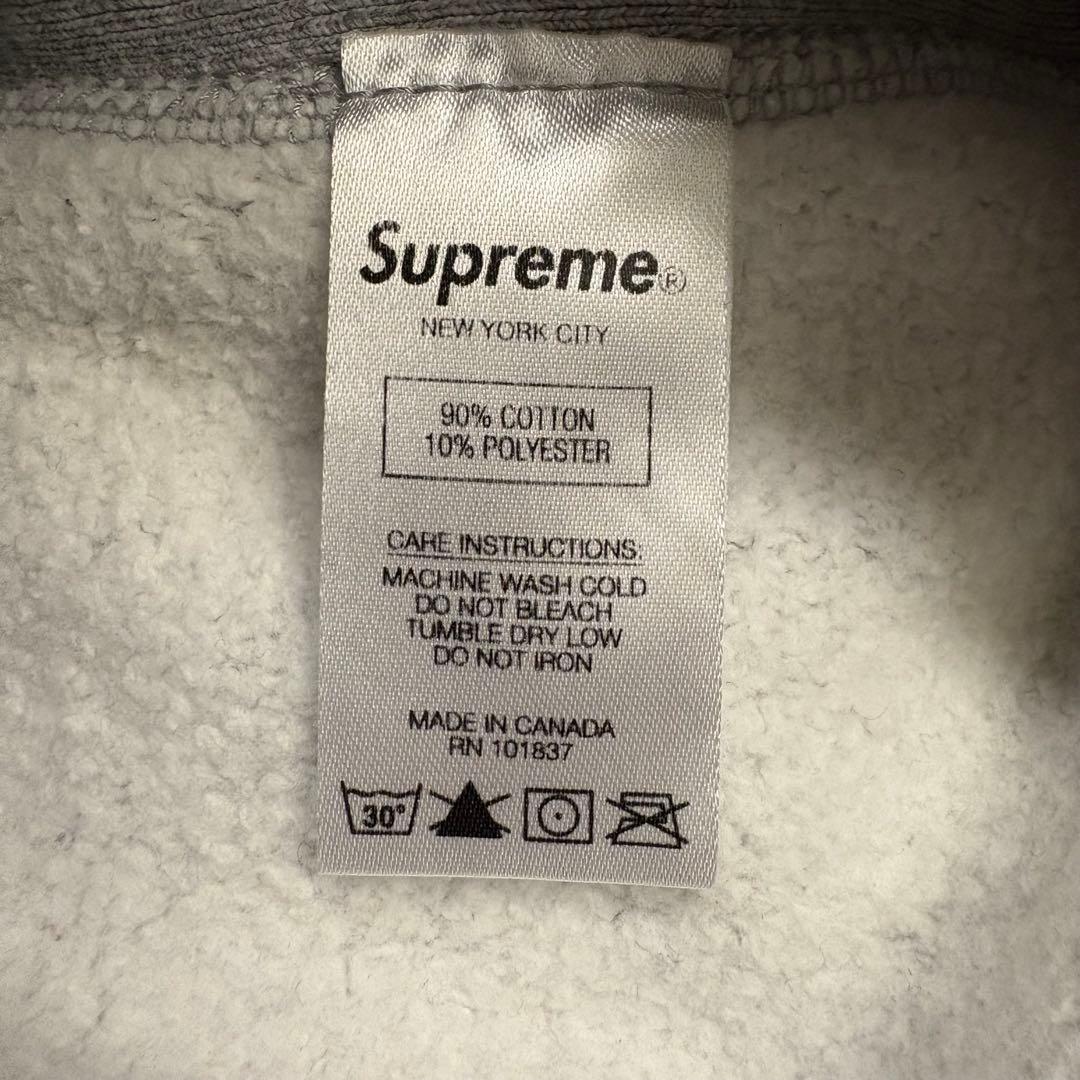 Supreme®
NEW YORK CITY
90% COTTON
10% POLYESTER
CARE INSTRUCTIONS:
MACHINE WASH COLD
DO NOT BLEACH
TUMBLE DRY LOW
DO NOT IRON
MADE IN CANADA
RN 101837
30°